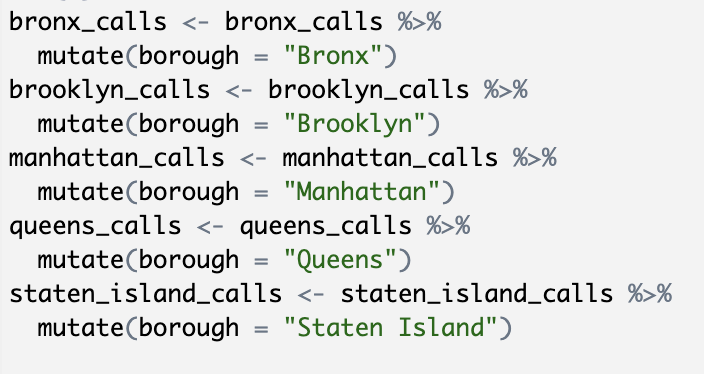 bronx_calls <- bronx_calls %>%
  mutate(borough = "Bronx")
brooklyn_calls <- brooklyn_calls %>%
  mutate(borough = "Brooklyn")
manhattan_calls <- manhattan_calls %>%
  mutate(borough = "Manhattan")
queens_calls <- queens_calls %>%
  mutate(borough = "Queens")
staten_island_calls <- staten_island_calls %>%
  mutate(borough = "Staten Island")